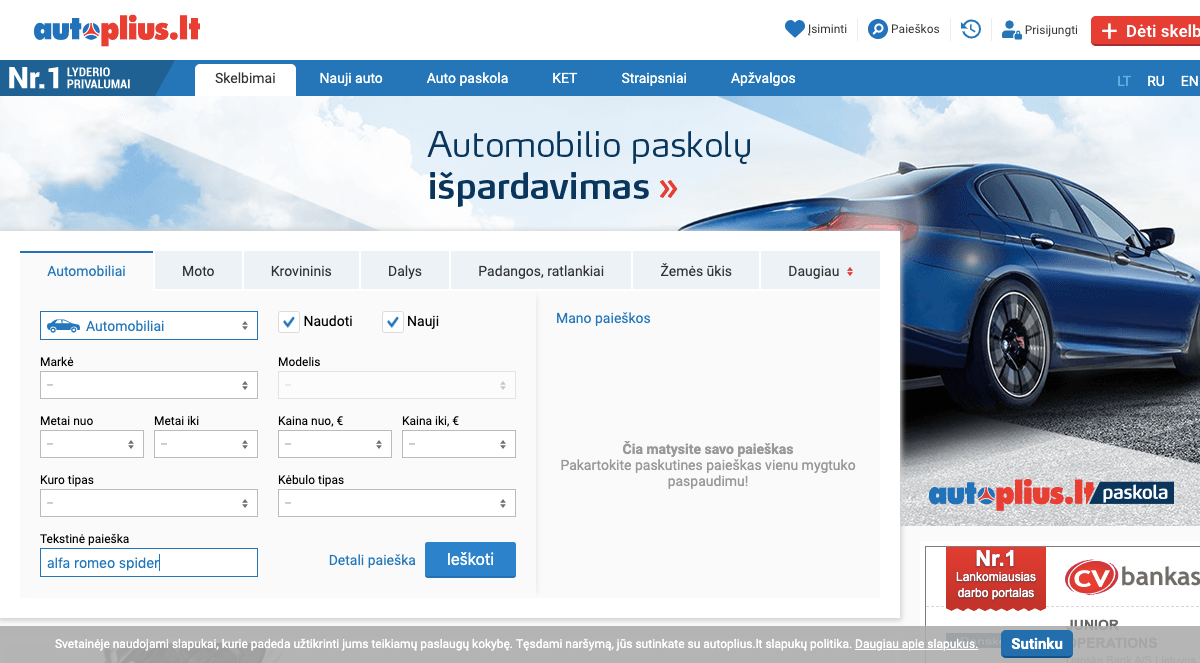 autoplius.lt
Įsiminti
Paieškos
Prisijungti
+ Dėti skelb
Nr.1 LYDERIO
PRIVALUMAI
Skelbimai
Nauji auto
Auto paskola
KET
Straipsniai
Apžvalgos
LT RU EN
Automobilio paskolų
išpardavimas »
Automobiliai
Moto
Krovininis
Dalys
Padangos, ratlankiai
Žemės ūkis
Daugiau
Automobiliai
Naudoti
Nauji
Mano paieškos
Markė
Modelis
–
–
Metai nuo
Metai iki
Kaina nuo, €
Kaina iki, €
–
–
–
–
Čia matysite savo paieškas
Pakartokite paskutines paieškas vienu mygtuko
paspaudimu!
Kuro tipas
Kėbulo tipas
–
–
Tekstinė paieška
alfa romeo spider
Detali paieška
Ieškoti
autoplius.lt paskola
Nr.1
Lankomiausias
darbo portalas
cv bankas
JUNIOR
OPERATIONS
Svetainėje naudojami slapukai, kurie padeda užtikrinti jums teikiamų paslaugų kokybę. Tęsdami naršymą, jūs sutinkate su autoplius.lt slapukų politika. Daugiau apie slapukus.
Sutinku